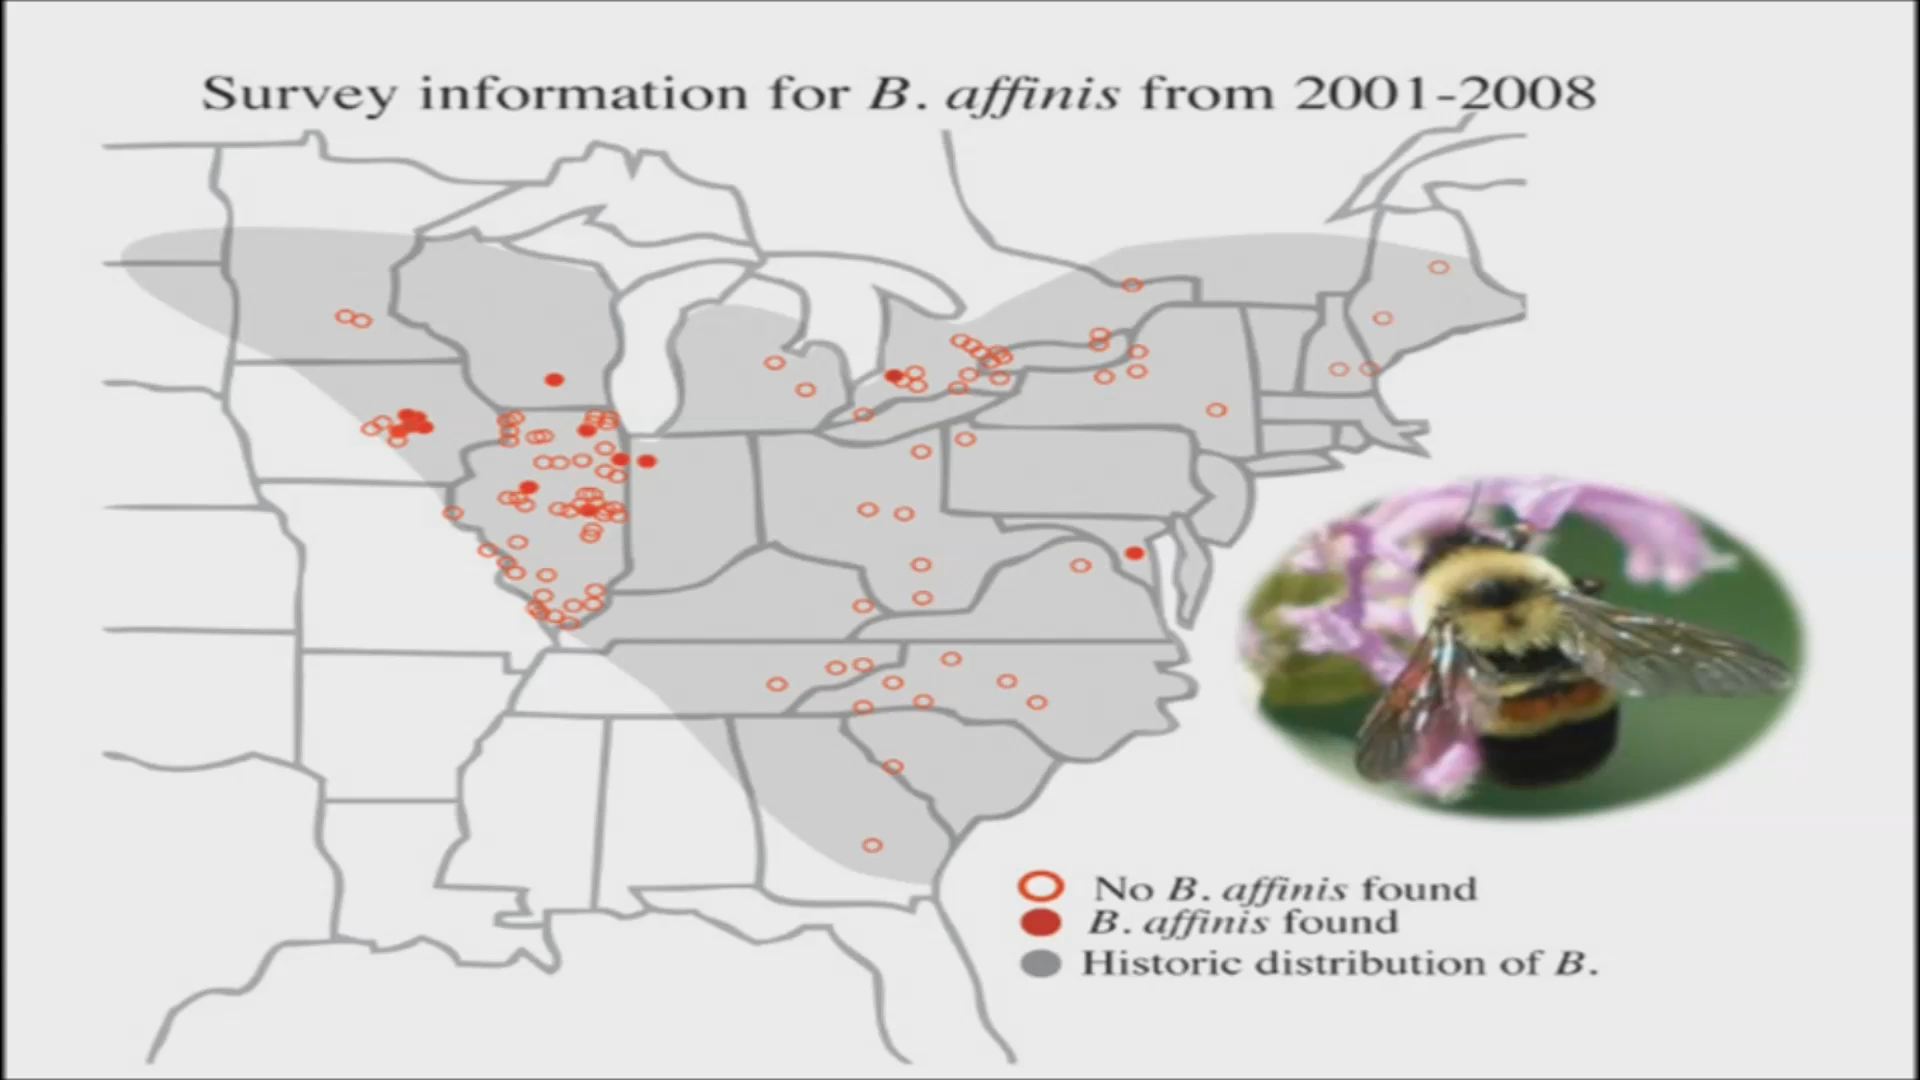 Survey information for B. affinis from 2001-2008
No B. affinis found
B. affinis found
Historic distribution of B.